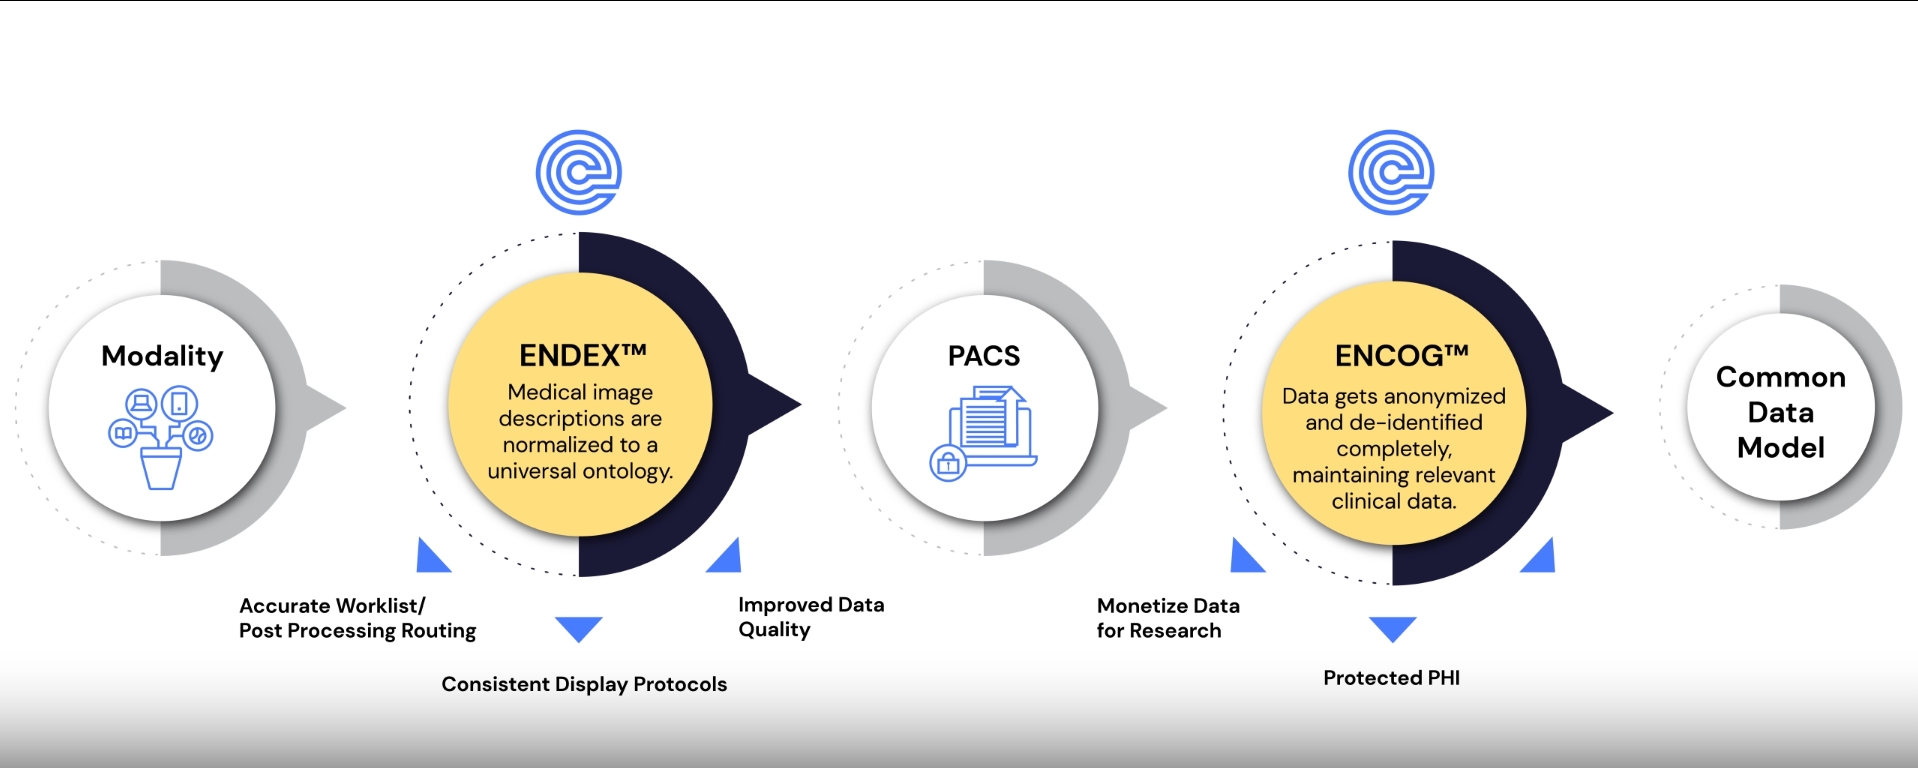 Modality
ENDEX™
Medical image
descriptions are
normalized to a
universal ontology.
Accurate Worklist/
Post Processing Routing
Consistent Display Protocols
Improved Data
Quality
PACS
ENCOG™
Data gets anonymized
and de-identified
completely,
maintaining relevant
clinical data.
Monetize Data
for Research
Protected PHI
Common
Data
Model